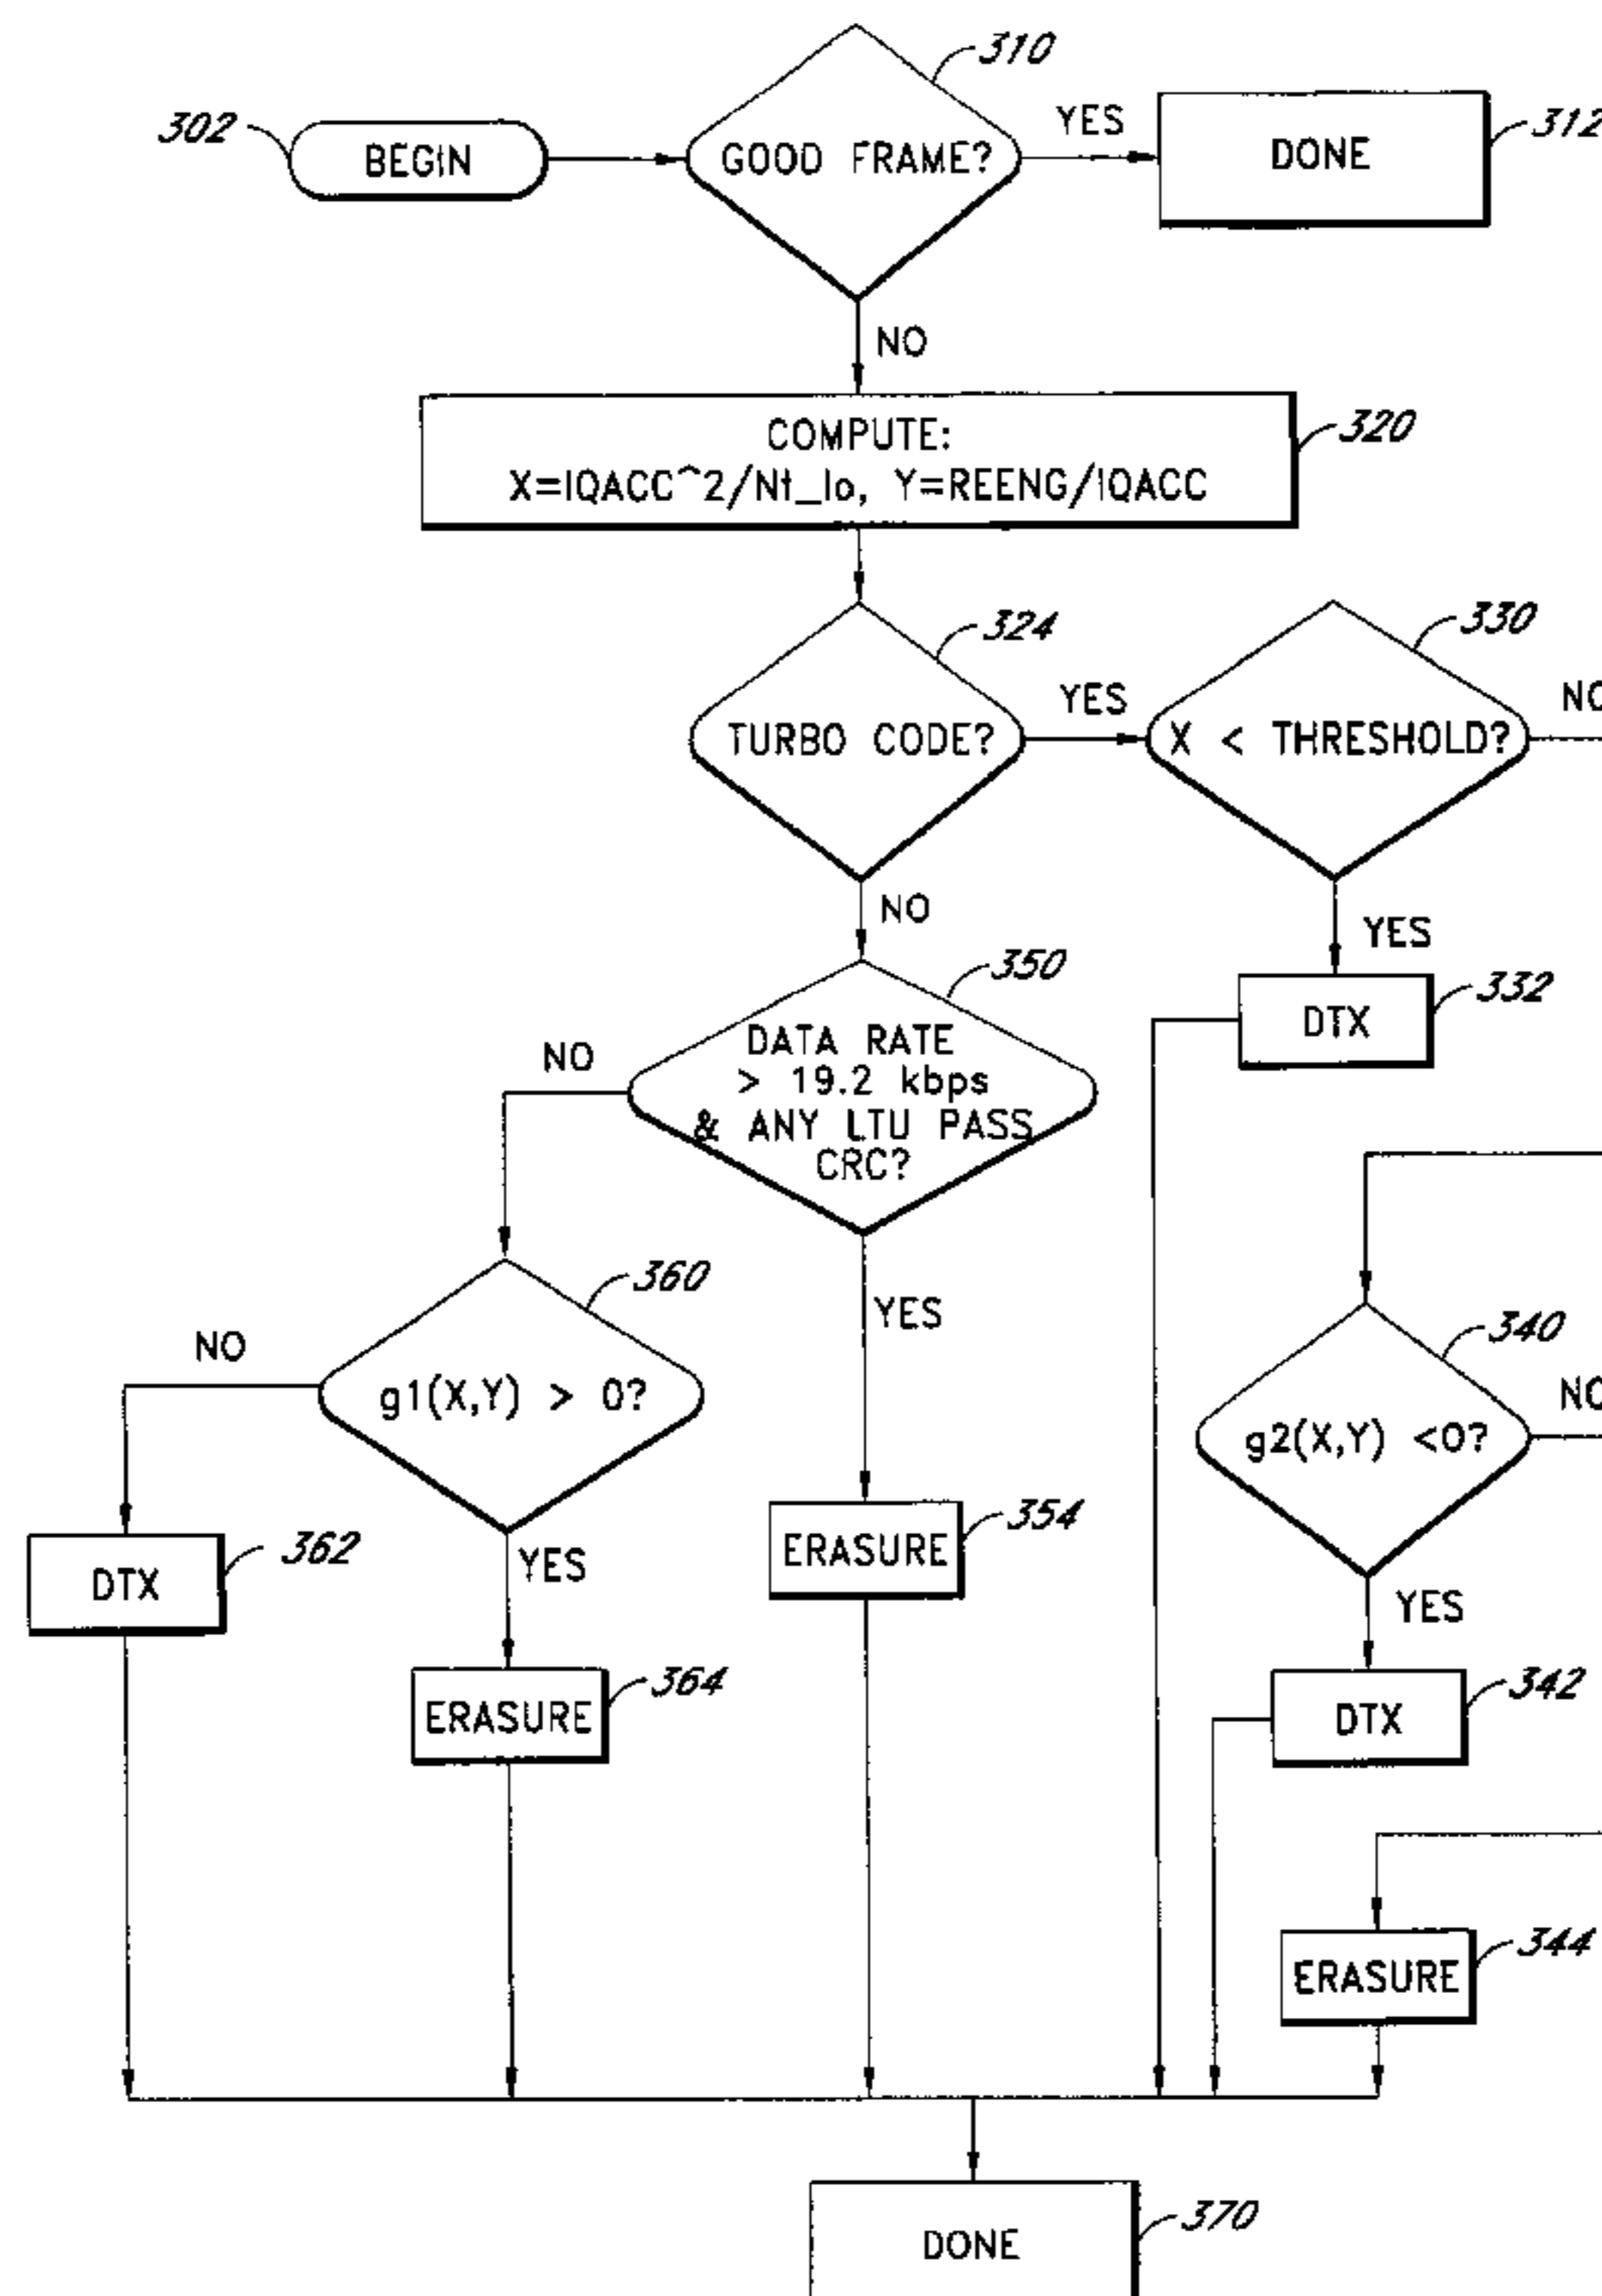 310
302
BEGIN
GOOD FRAME?
YES
DONE
312
NO
COMPUTE:
X=IQACC^2/Nt_Io, Y=REENG/IQACC
320
324
330
TURBO CODE?
YES
X < THRESHOLD?
NO
NO
YES
350
332
DTX
DATA RATE
> 19.2 kbps
& ANY LTU PASS
CRC?
NO
360
YES
340
NO
g1(X,Y) > 0?
g2(X,Y) <0?
NO
354
ERASURE
362
DTX
YES
YES
364
ERASURE
342
DTX
344
ERASURE
370
DONE